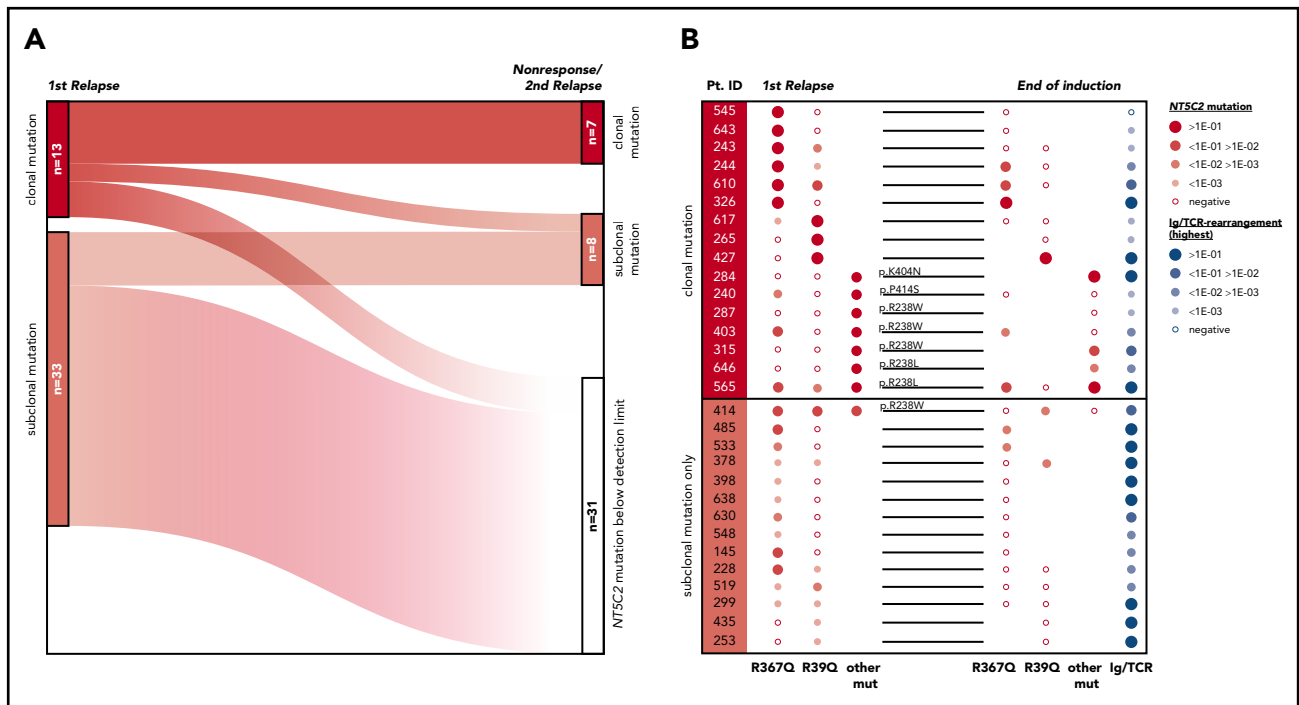 A
1st Relapse
Nonresponse/
2nd Relapse
clonal mutation
n=13
n=7
clonal
mutation
n=8
subclonal
mutation
subclonal mutation
n=33
n=31
NT5C2 mutation below detection limit
B
Pt. ID 1st Relapse End of induction
clonal mutation
545
643
243
244
610
326
617
265
427
284 p.K404N
240 p.P414S
287 p.R238W
403 p.R238W
315 p.R238W
646 p.R238L
565 p.R238L
subclonal mutation only
414 p.R238W
485
533
378
398
638
630
548
145
228
519
299
435
253
R367Q R39Q other
mut
R367Q R39Q other
mut
Ig/TCR
NT5C2 mutation
>1E-01
<1E-01 >1E-02
<1E-02 >1E-03
<1E-03
negative
Ig/TCR-rearrangement
(highest)
>1E-01
<1E-01 >1E-02
<1E-02 >1E-03
<1E-03
negative